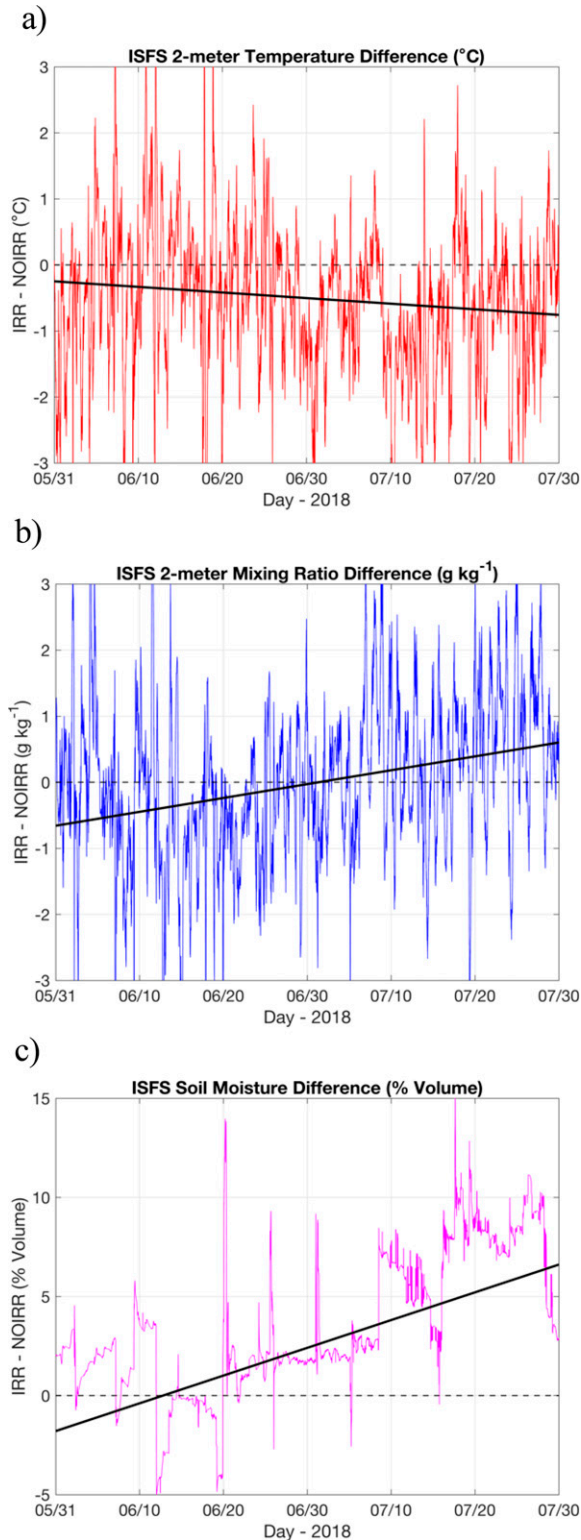 a)
ISFS 2-meter Temperature Difference (°C)
IRR - NOIRR (°C)
3
2
1
0
-1
-2
-3
05/31 06/10 06/20 06/30 07/10 07/20 07/30
Day - 2018
b)
ISFS 2-meter Mixing Ratio Difference (g kg⁻¹)
IRR - NOIRR (g kg⁻¹)
3
2
1
0
-1
-2
-3
05/31 06/10 06/20 06/30 07/10 07/20 07/30
Day - 2018
c)
ISFS Soil Moisture Difference (% Volume)
IRR - NOIRR (% Volume)
15
10
5
0
-5
05/31 06/10 06/20 06/30 07/10 07/20 07/30
Day - 2018